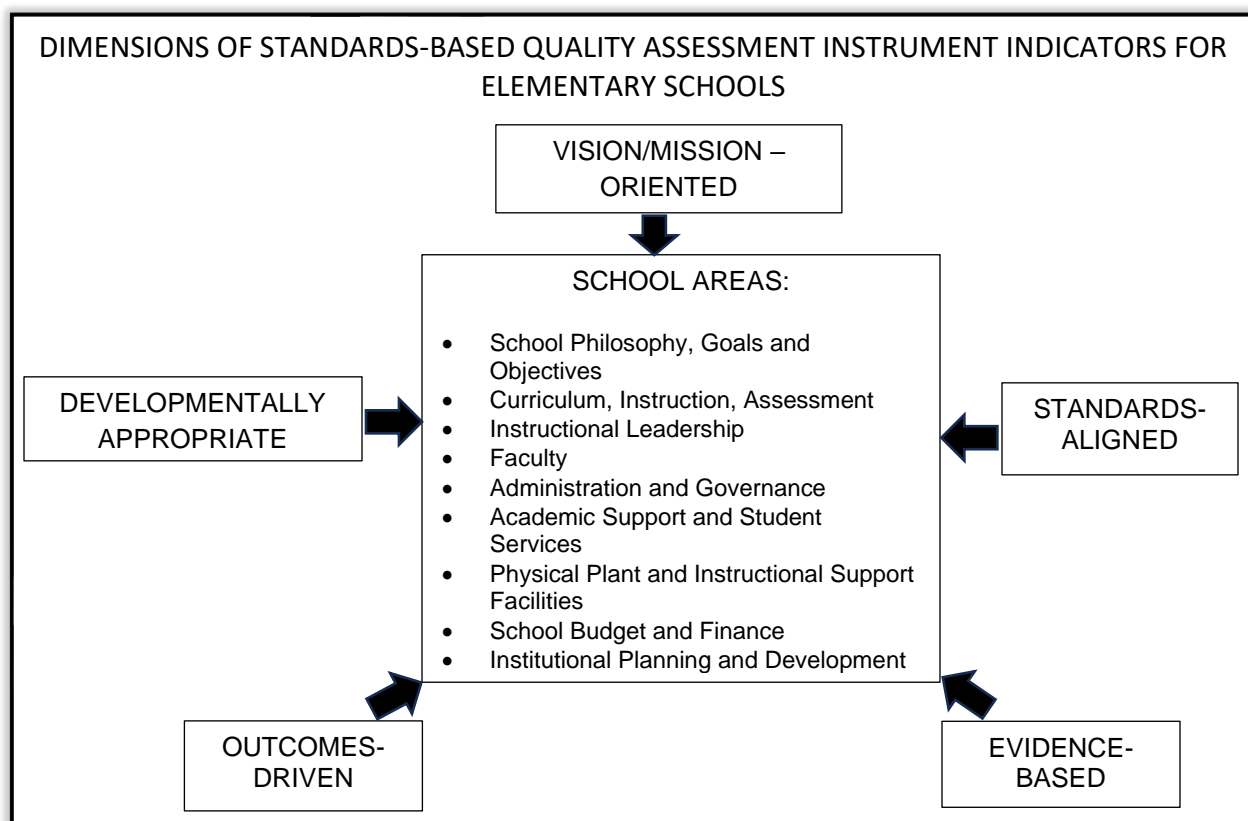 DIMENSIONS OF STANDARDS-BASED QUALITY ASSESSMENT INSTRUMENT INDICATORS FOR
ELEMENTARY SCHOOLS
VISION/MISSION –
ORIENTED
SCHOOL AREAS:
• School Philosophy, Goals and
Objectives
• Curriculum, Instruction, Assessment
• Instructional Leadership
• Faculty
• Administration and Governance
• Academic Support and Student
Services
• Physical Plant and Instructional Support
Facilities
• School Budget and Finance
• Institutional Planning and Development
DEVELOPMENTALLY
APPROPRIATE
STANDARDS-
ALIGNED
OUTCOMES-
DRIVEN
EVIDENCE-
BASED